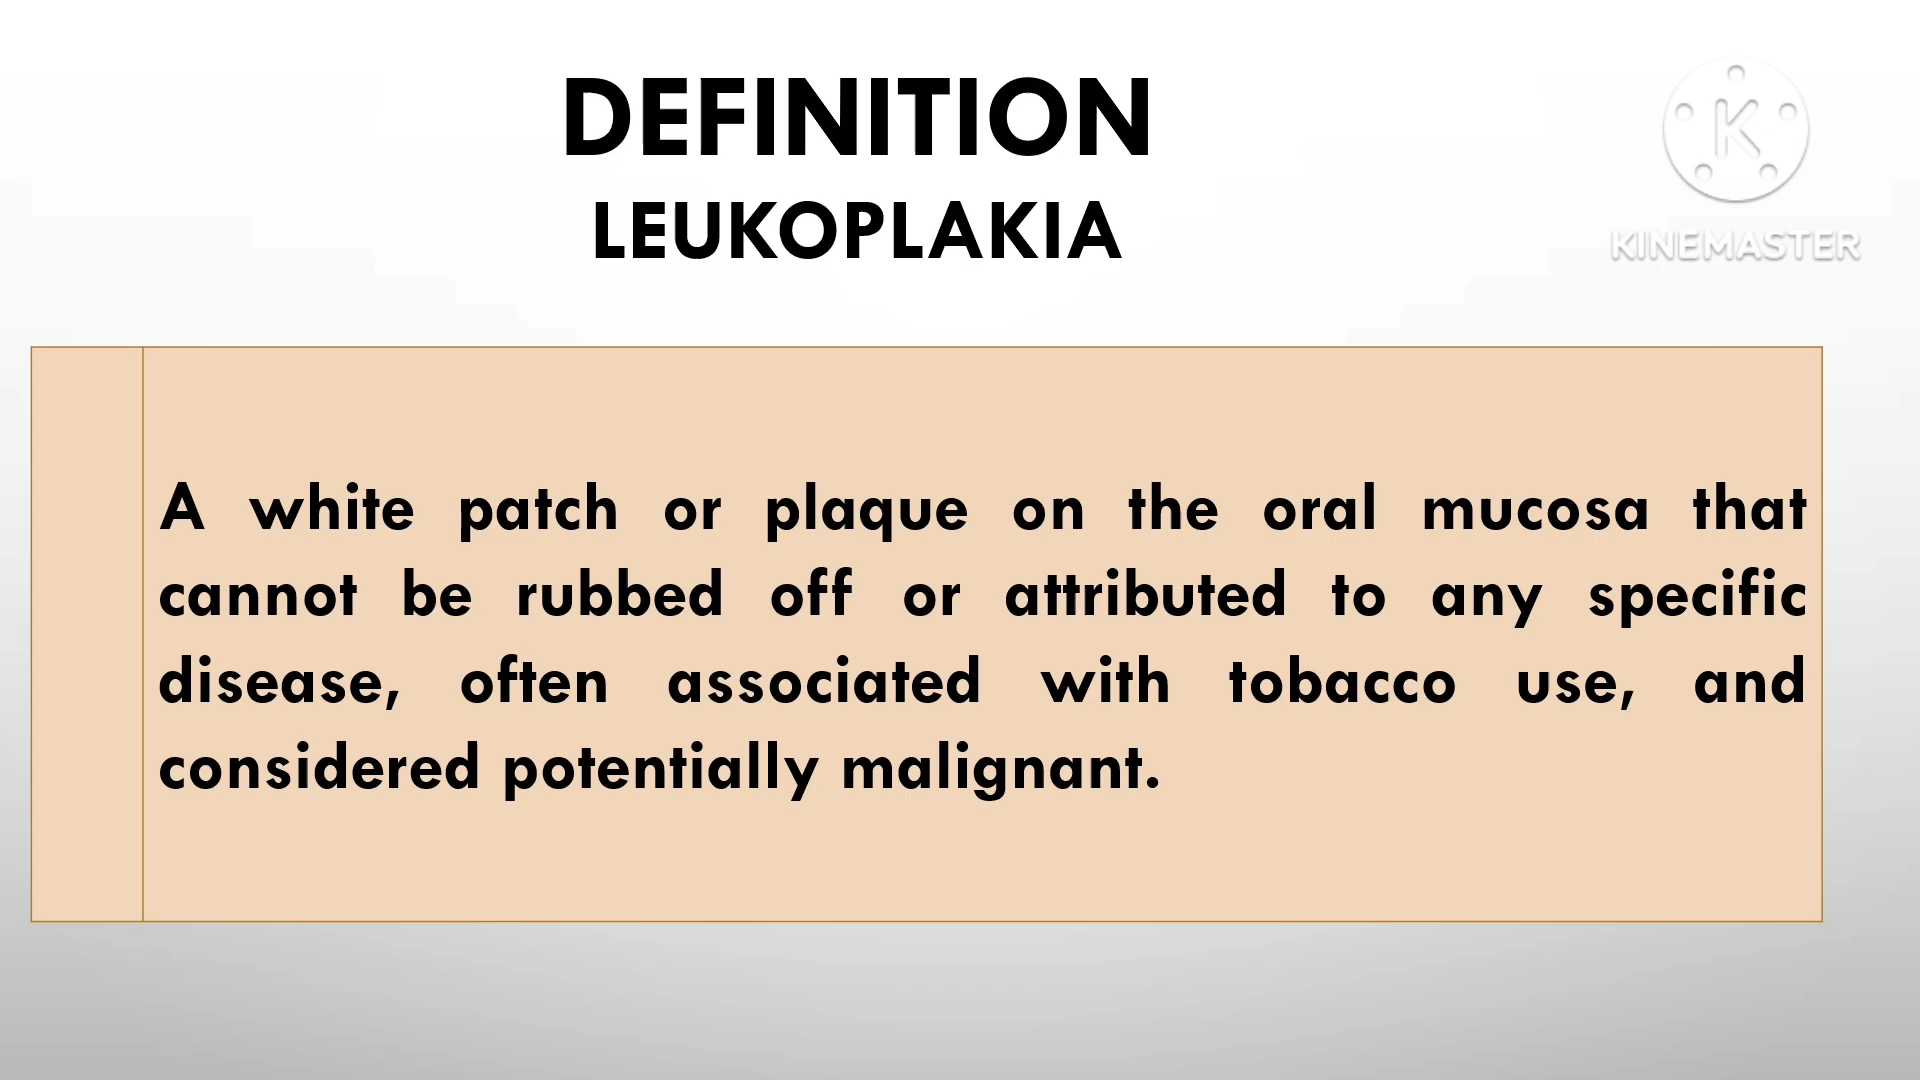 DEFINITION
LEUKOPLAKIA
K
KINEMASTER
A white patch or plaque on the oral mucosa that
cannot be rubbed off or attributed to any specific
disease, often associated with tobacco use, and
considered potentially malignant.